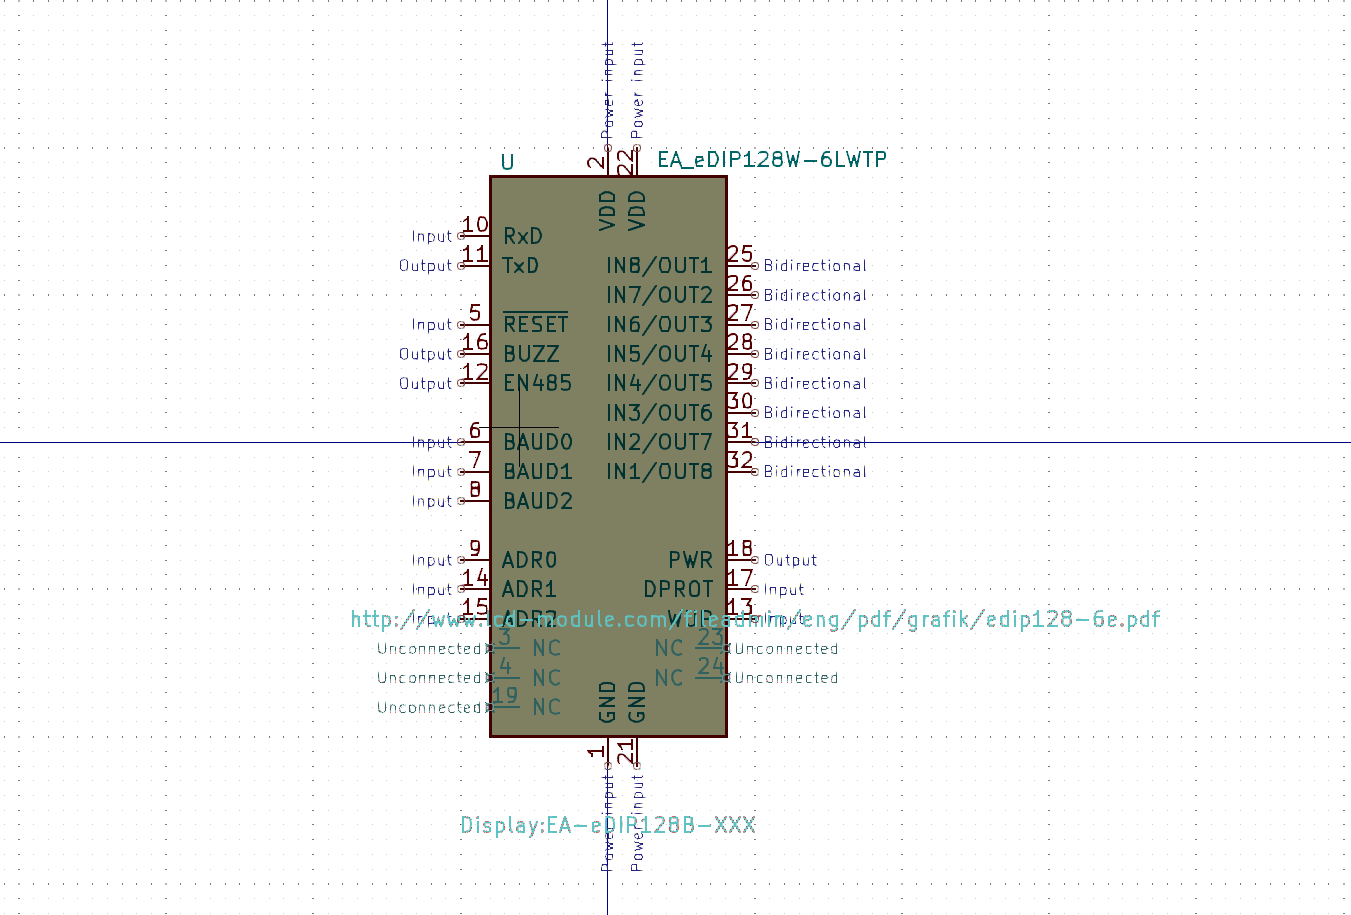 Power input
Power input
U
2
22
EA_eDIP128W-6LWTP
VDD
VDD
Input 10 RxD
Output 11 TxD
IN8/OUT1 25 Bidirectional
IN7/OUT2 26 Bidirectional
Input 5 RESET
IN6/OUT3 27 Bidirectional
Output 16 BUZZ
IN5/OUT4 28 Bidirectional
Output 12 EN485
IN4/OUT5 29 Bidirectional
IN3/OUT6 30 Bidirectional
Input 6 BAUD0
IN2/OUT7 31 Bidirectional
Input 7 BAUD1
IN1/OUT8 32 Bidirectional
Input 8 BAUD2
Input 9 ADR0
PWR 18 Output
Input 14 ADR1
DPROT 17 Input
Input 15 ADR2
13 Input
http://www.lcd-module.com/fileadmin/eng/pdf/grafik/edip128-6e.pdf
Unconnected 3 NC
NC 23 Unconnected
Unconnected 4 NC
NC 24 Unconnected
Unconnected 19 NC
GND
GND
1
21
Power input
Power input
Display:EA-eDIP128B-XXX